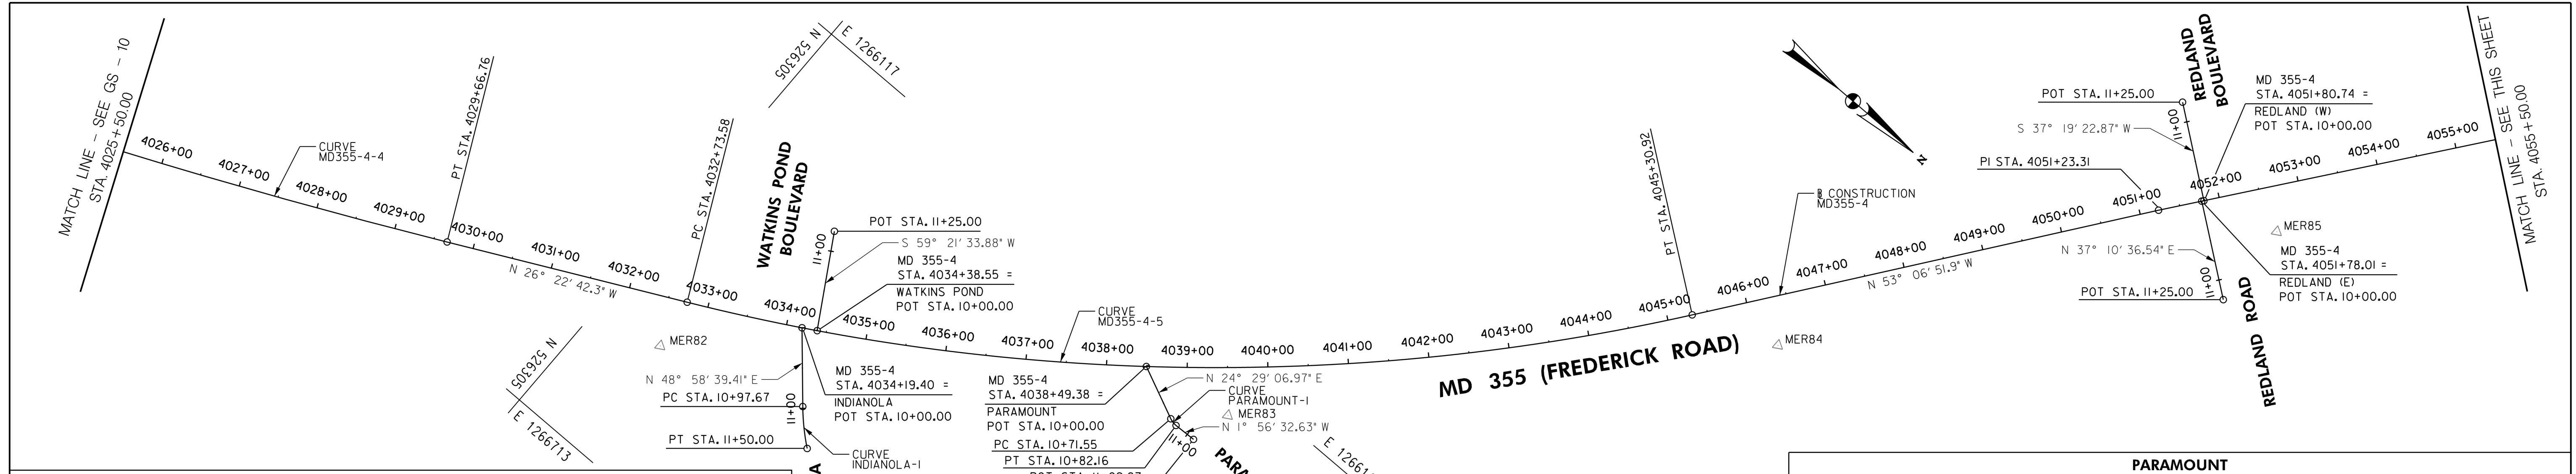 MATCH LINE - SEE GS - 10
STA. 4025+50.00
4026+00
4027+00
CURVE
MD355-4-4
4028+00
4029+00
PT STA. 4029+66.76
4030+00
4031+00
N 26° 22' 42.3" W
4032+00
PC STA. 4032+73.58
4033+00
WATKINS POND
BOULEVARD
N 526305
E 1266117
4034+00
11+00
POT STA. 11+25.00
S 59° 21' 33.88" W
MD 355-4
STA. 4034+38.55 =
WATKINS POND
POT STA. 10+00.00
4035+00
4036+00
4037+00
CURVE
MD355-4-5
4038+00
4039+00
4040+00
4041+00
4042+00
4043+00
4044+00
PT STA. 4045+30.92
4045+00
4046+00
CONSTRUCTION
MD355-4
4047+00
4048+00
4049+00
N 53° 06' 51.9" W
4050+00
4051+00
PI STA. 4051+23.31
S 37° 19' 22.87" W
POT STA. 11+25.00
11+00
REDLAND
BOULEVARD
MD 355-4
STA. 4051+80.74 =
REDLAND (W)
POT STA. 10+00.00
4052+00
4053+00
4054+00
4055+00
MATCH LINE - SEE THIS SHEET
STA. 4055+50.00
N
MER82
N 526305
E 1266713
N 48° 58' 39.41" E
PC STA. 10+97.67
11+00
PT STA. 11+50.00
CURVE
INDIANOLA-1
A
MD 355-4
STA. 4034+19.40 =
INDIANOLA
POT STA. 10+00.00
MD 355-4
STA. 4038+49.38 =
PARAMOUNT
POT STA. 10+00.00
PC STA. 10+71.55
PT STA. 10+82.16
N 24° 29' 06.97" E
CURVE
PARAMOUNT-1
MER83
N 1° 56' 32.63" W
11+00
PARA
E 12661
MD 355 (FREDERICK ROAD)
MER84
MER85
N 37° 10' 36.54" E
11+00
POT STA. 11+25.00
MD 355-4
STA. 4051+78.01 =
REDLAND (E)
POT STA. 10+00.00
REDLAND ROAD
PARAMOUNT